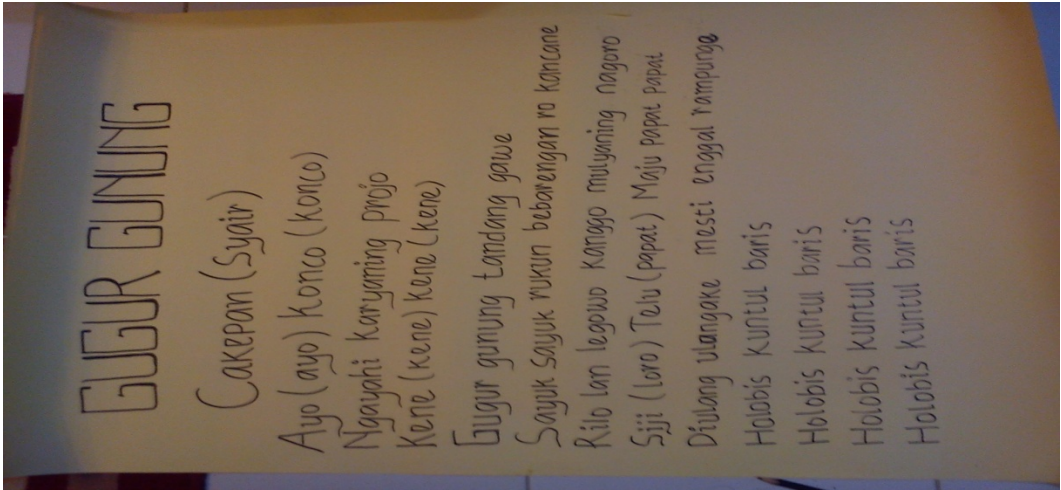 GUGUR GUNUNG
Cakepan (Syair)
Ayo (ayo) Konco (konco)
Ngayahi Karyaming projo
Kene (kene) Kene (kene)
Gugur gunung tandang gawe
Sayuk sayuk rukun bebarengan ro kancane
Rilo lan legowo kanggo mulyaning nagoro
Siji (loro) Telu (papat) Maju papat papat
Diulang ulangake mesti enggal rampunge
Holobis kuntul baris
Holobis kuntul baris
Holobis kuntul baris
Holobis kuntul baris